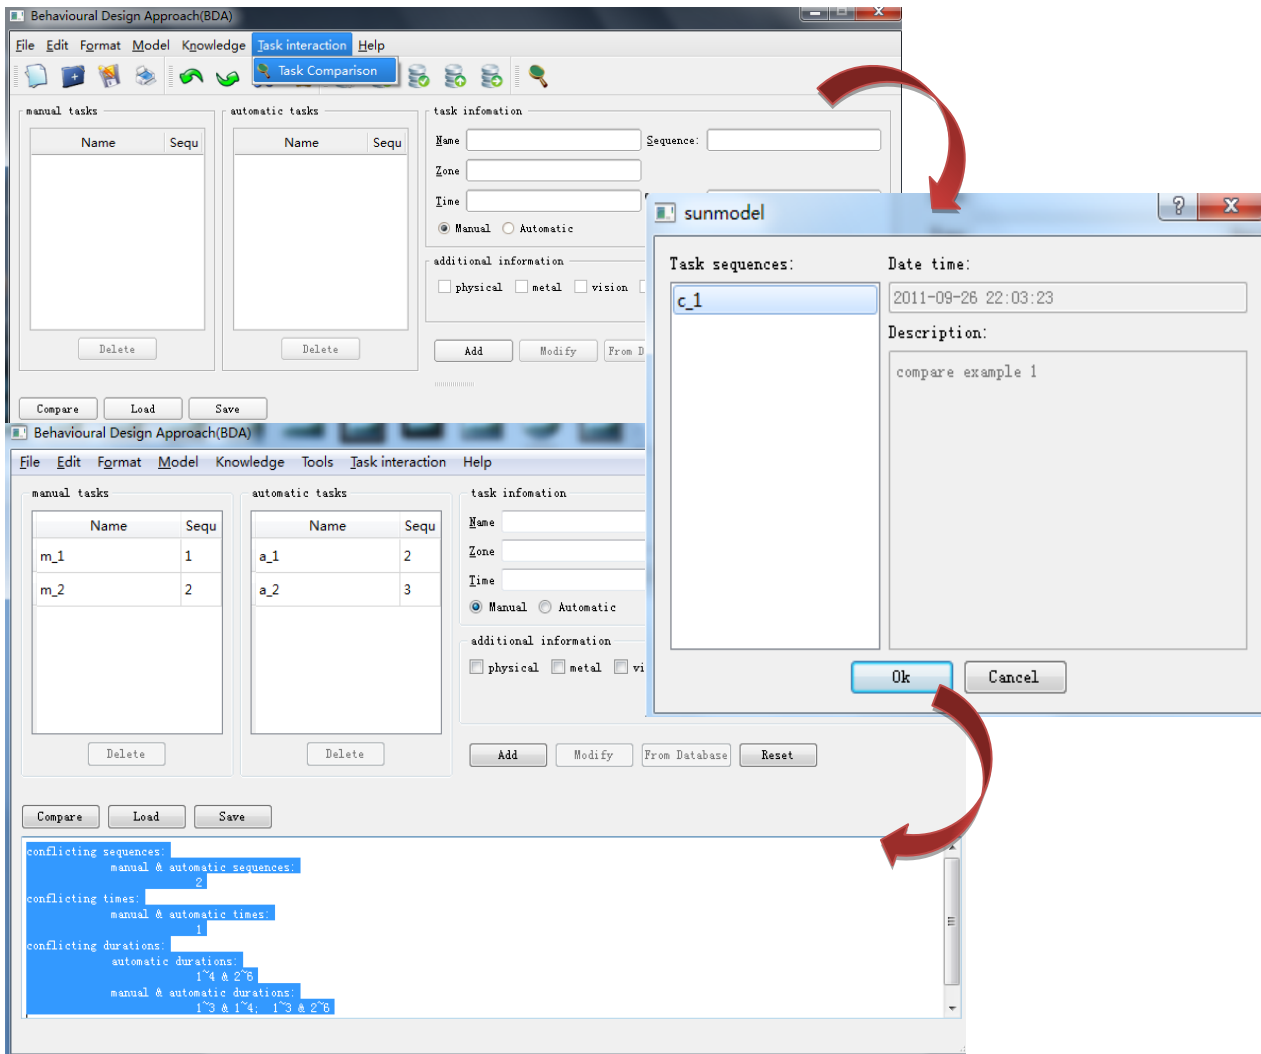 Behavioural Design Approach(BDA)
File Edit Format Model Knowledge Task interaction Help
Task Comparison
manual tasks
automatic tasks
task infomation
Name Sequ
Name Sequ
Name
Sequence:
Zone
Time
Manual Automatic
additional information
physical metal vision
Delete
Delete
Add Modify From D
Compare Load Save
sunmodel
Task sequences:
Date time:
c_1
2011-09-26 22:03:23
Description:
compare example 1
Ok Cancel
Behavioural Design Approach(BDA)
File Edit Format Model Knowledge Tools Task interaction Help
manual tasks
automatic tasks
task infomation
Name Sequ
Name Sequ
Name
m_1 1
a_1 2
Zone
m_2 2
a_2 3
Time
Manual Automatic
additional information
physical metal vi
Delete
Delete
Add Modify From Database Reset
Compare Load Save
conflicting sequences:
manual & automatic sequences:
2
conflicting times:
manual & automatic times:
1
conflicting durations:
automatic durations:
1~4 & 2~6
manual & automatic durations:
1~3 & 1~4; 1~3 & 2~6